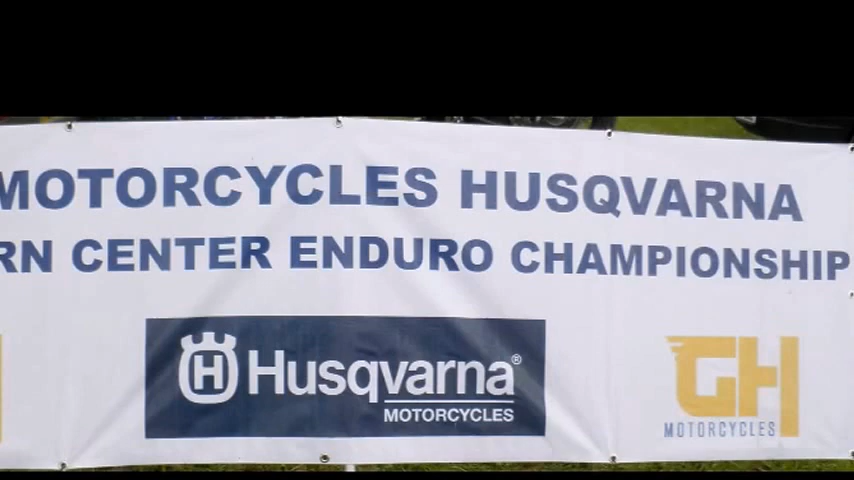 MOTORCYCLES HUSQVARNA
RN CENTER ENDURO CHAMPIONSHIP
H Husqvarna®
MOTORCYCLES
GH
MOTORCYCLES